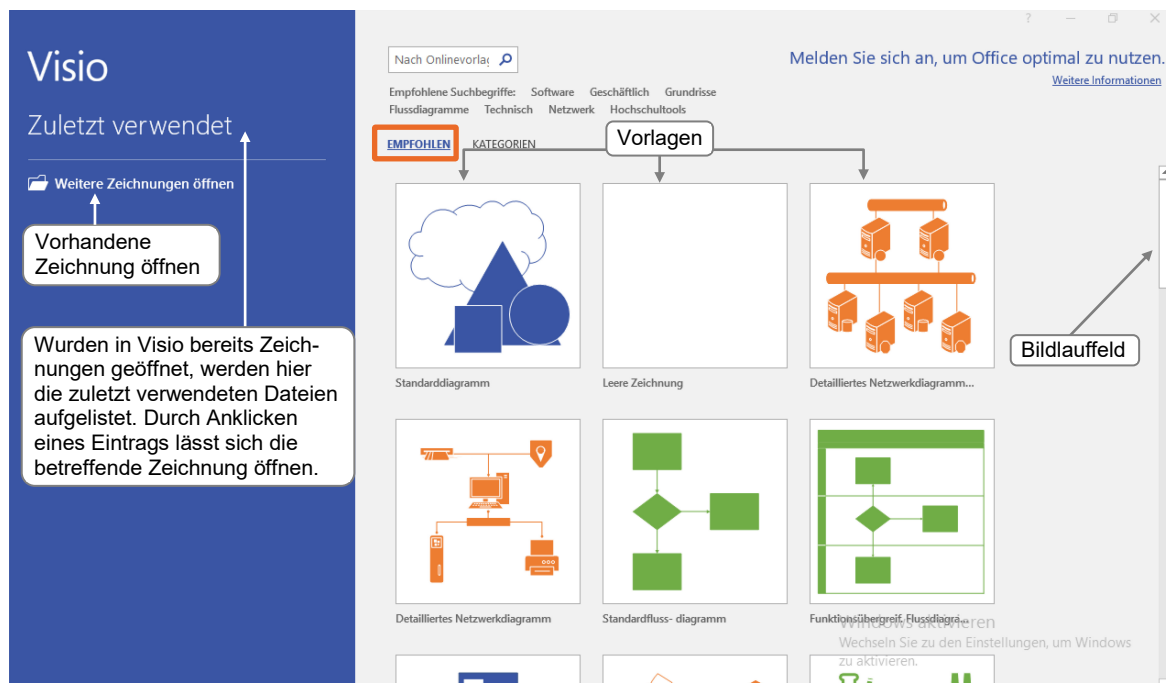 Visio
Zuletzt verwendet
Weitere Zeichnungen öffnen
Vorhandene
Zeichnung öffnen
Wurden in Visio bereits Zeich-
nungen geöffnet, werden hier
die zuletzt verwendeten Dateien
aufgelistet. Durch Anklicken
eines Eintrags lässt sich die
betreffende Zeichnung öffnen.
?
Nach Onlinevorlag
Melden Sie sich an, um Office optimal zu nutzen.
Weitere Informationen
Empfohlene Suchbegriffe: Software Geschäftlich Grundrisse
Flussdiagramme Technisch Netzwerk Hochschultools
EMPFOHLEN KATEGORIEN
Vorlagen
Bildlauffeld
Standarddiagramm
Leere Zeichnung
Detailliertes Netzwerkdiagramm...
Detailliertes Netzwerkdiagramm
Standardfluss- diagramm
Funktionsübergreif. Flussdiagra...
Windows aktivieren
Wechseln Sie zu den Einstellungen, um Windows
zu aktivieren.